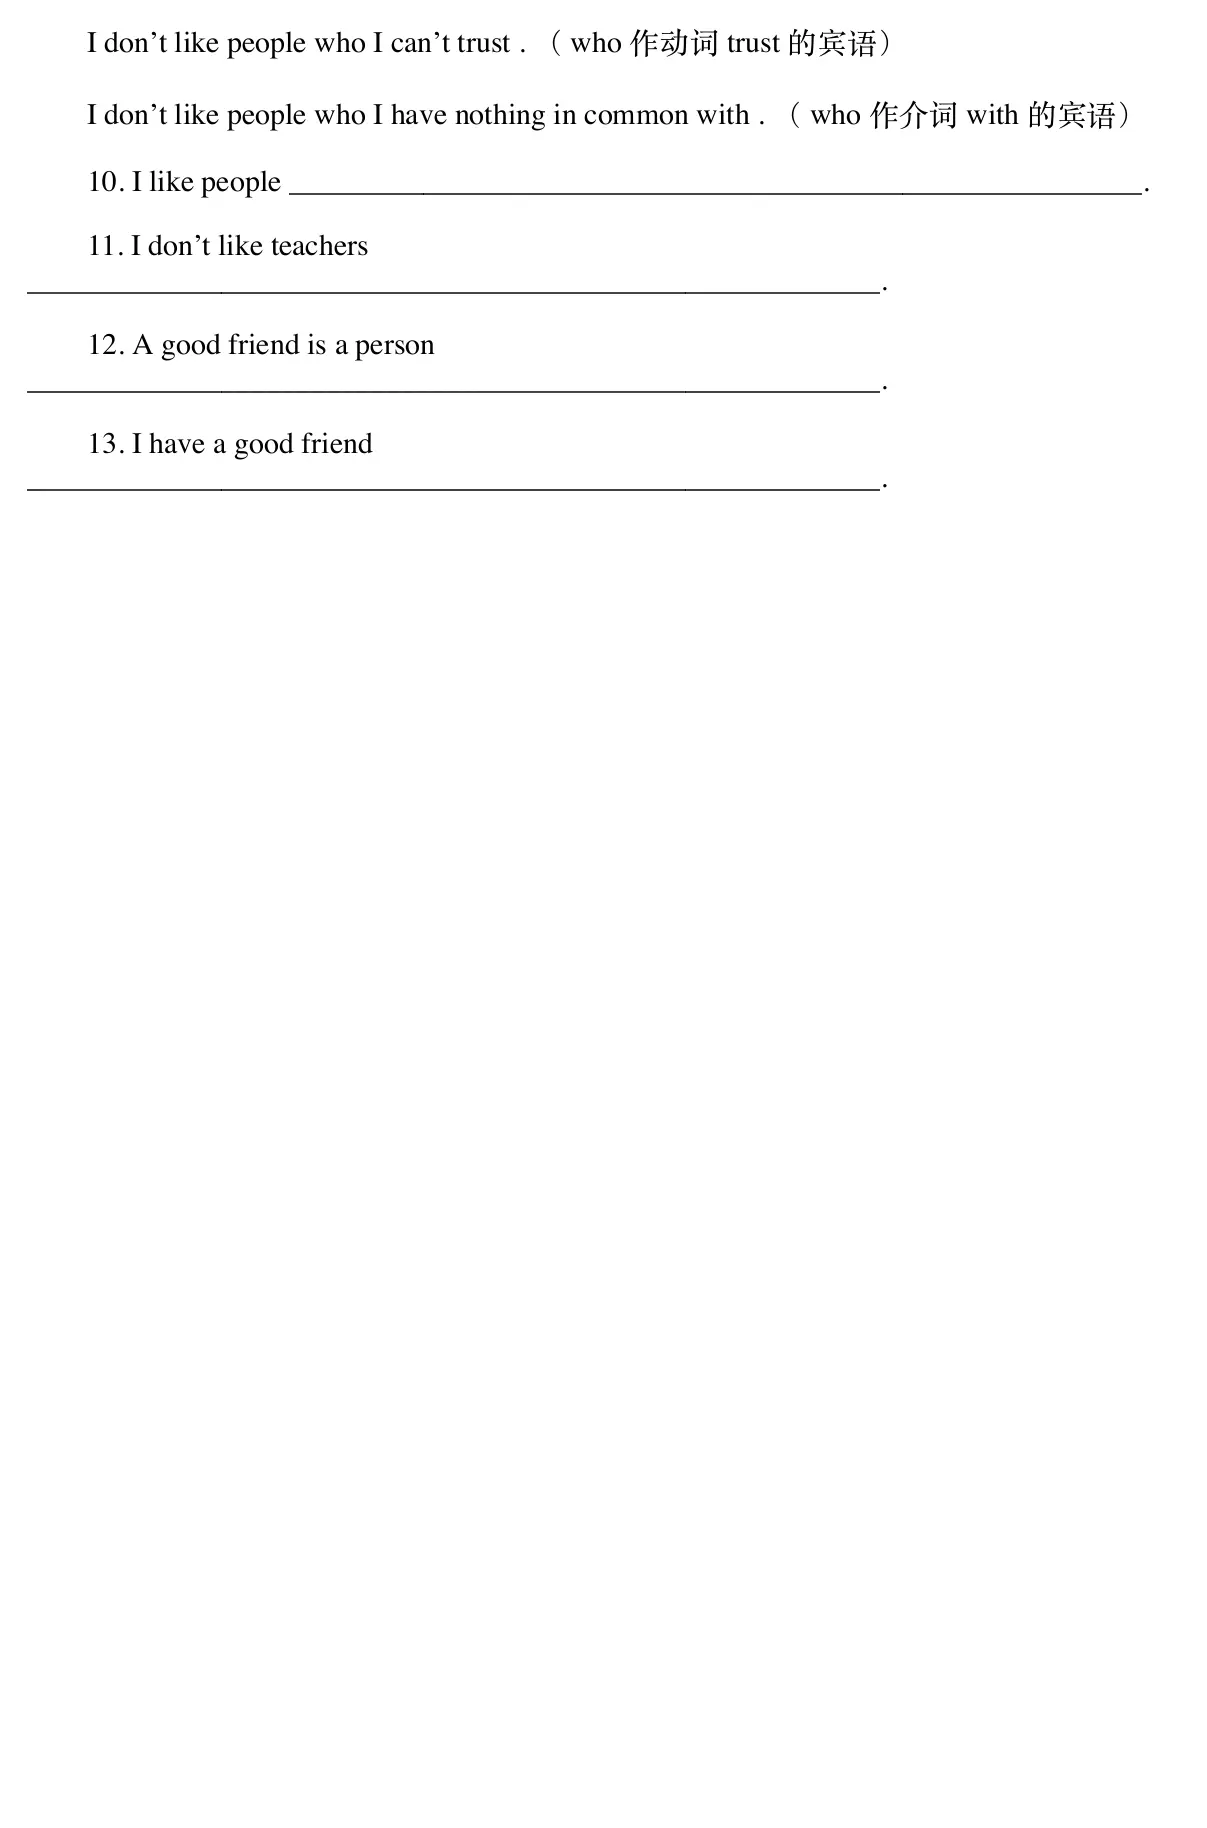 I don’t like people who I can’t trust .（ who 作动词 trust 的宾语）
I don’t like people who I have nothing in common with .（ who 作介词 with 的宾语）
10. I like people ________________________________________________________.
11. I don’t like teachers
________________________________________________________.
12. A good friend is a person
________________________________________________________.
13. I have a good friend
________________________________________________________.